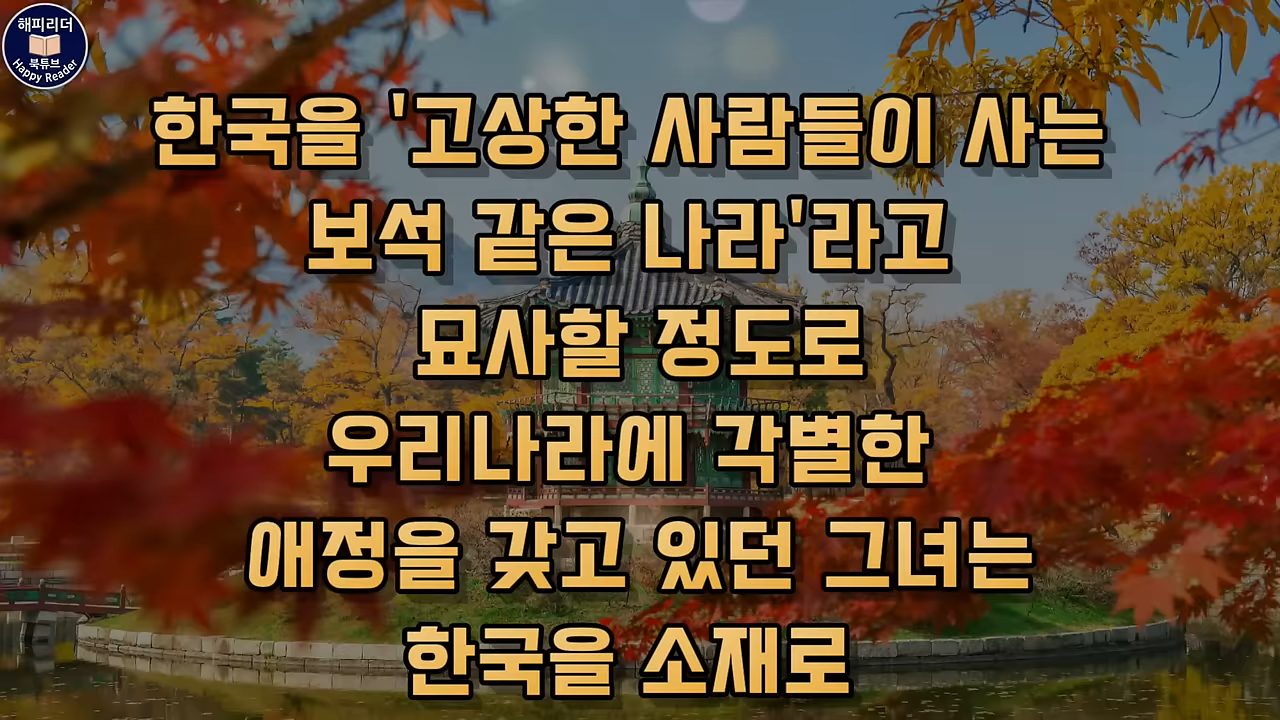 해피리더
북튜브
Happy Reader
한국을 '고상한 사람들이 사는
보석 같은 나라'라고
묘사할 정도로
우리나라에 각별한
애정을 갖고 있던 그녀는
한국을 소재로